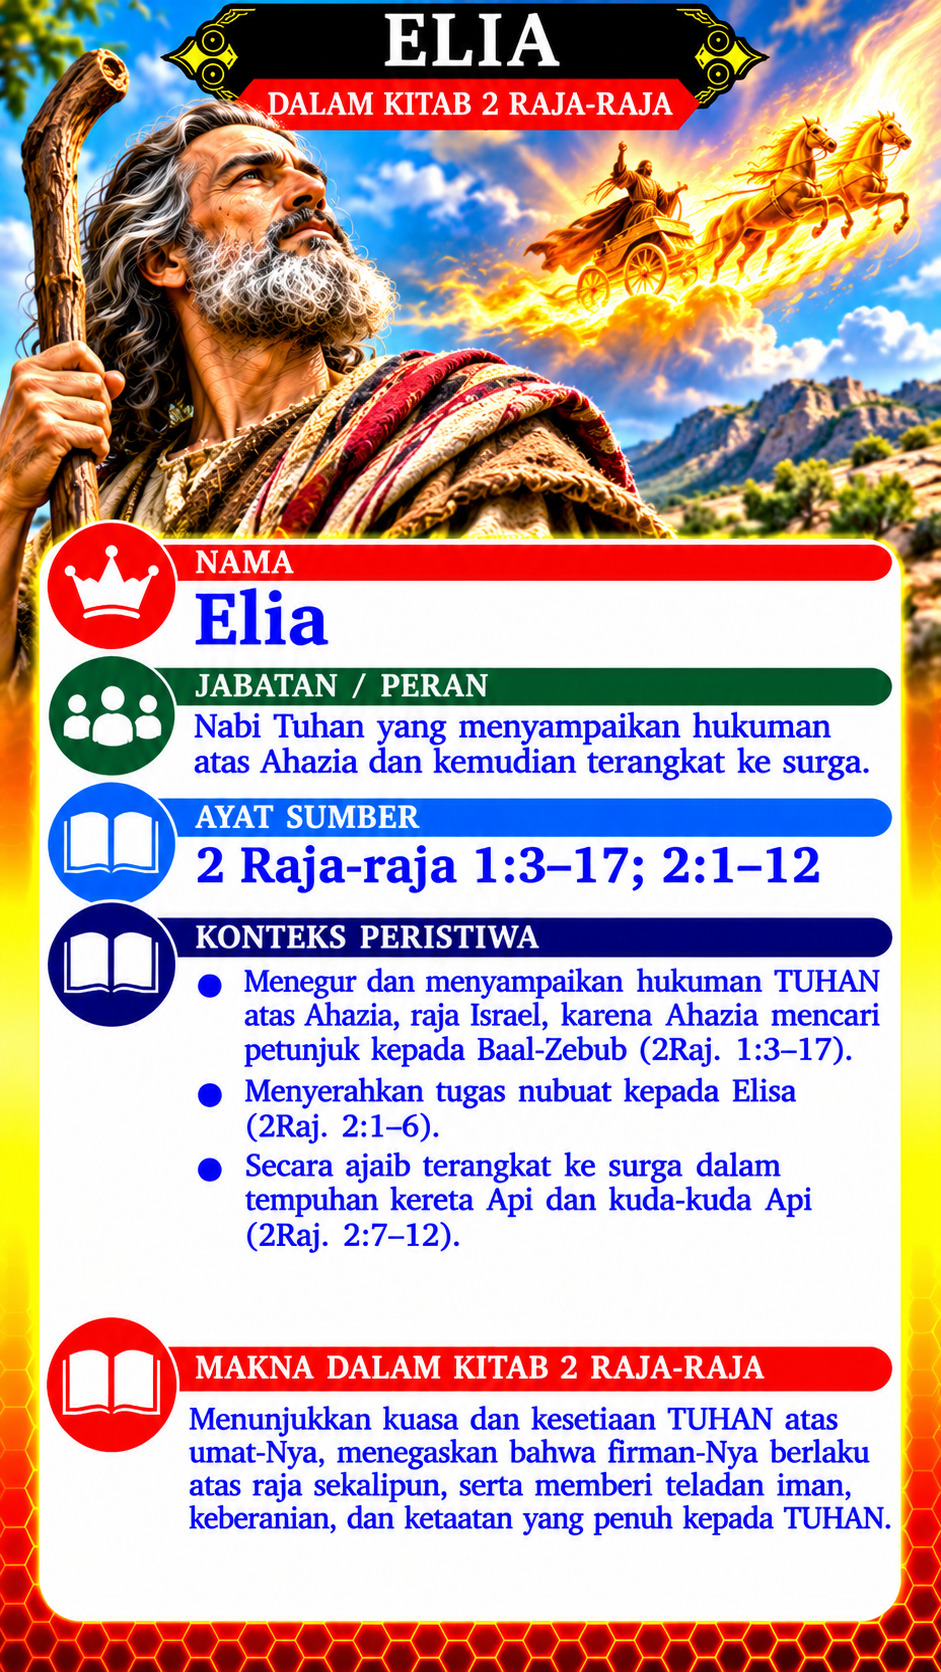 ELIA
DALAM KITAB 2 RAJA-RAJA
NAMA
Elia
JABATAN / PERAN
Nabi Tuhan yang menyampaikan hukuman
atas Ahazia dan kemudian terangkat ke surga.
AYAT SUMBER
2 Raja-raja 1:3–17; 2:1–12
KONTEKS PERISTIWA
● Menegur dan menyampaikan hukuman TUHAN
atas Ahazia, raja Israel, karena Ahazia mencari
petunjuk kepada Baal-Zebub (2Raj. 1:3–17).
● Menyerahkan tugas nubuat kepada Elisa
(2Raj. 2:1–6).
● Secara ajaib terangkat ke surga dalam
tempuhan kereta Api dan kuda-kuda Api
(2Raj. 2:7–12).
MAKNA DALAM KITAB 2 RAJA-RAJA
Menunjukkan kuasa dan kesetiaan TUHAN atas
umat-Nya, menegaskan bahwa firman-Nya berlaku
atas raja sekalipun, serta memberi teladan iman,
keberanian, dan ketaatan yang penuh kepada TUHAN.